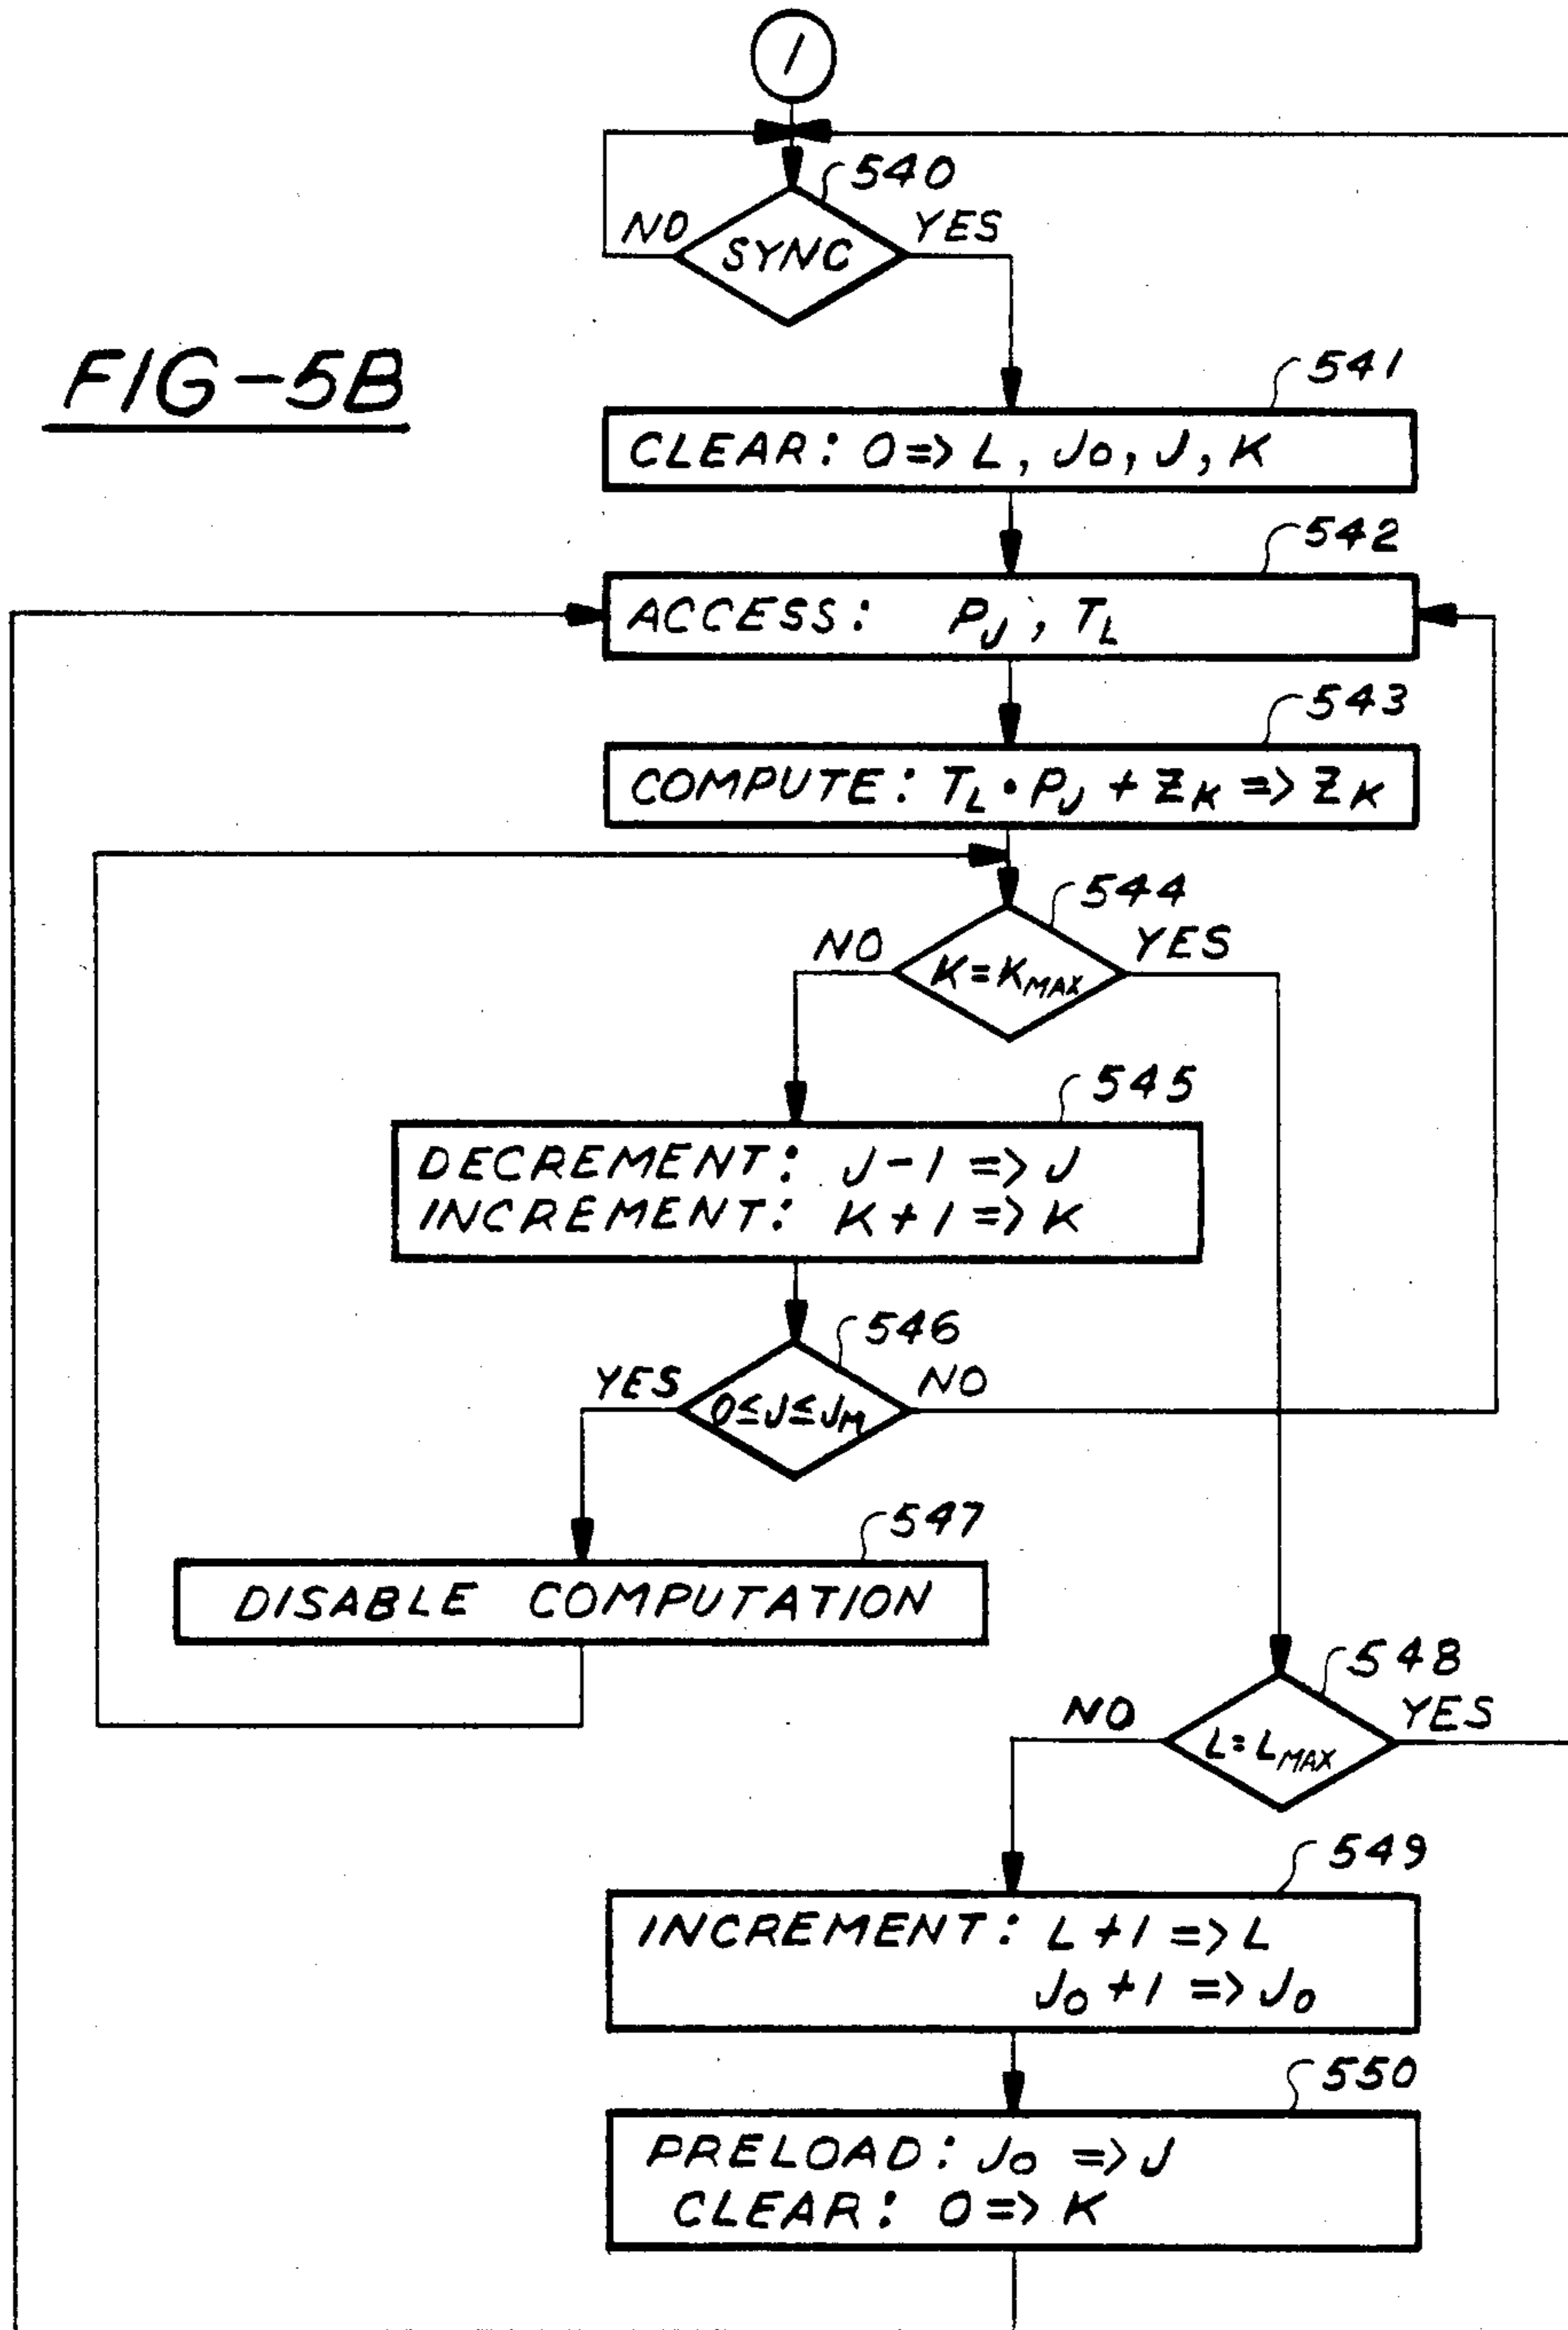 1
540
NO
YES
SYNC
FIG-5B
541
CLEAR: 0 => L, J0, J, K
542
ACCESS: PJ, TL
543
COMPUTE: TL • PJ + ZK => ZK
544
NO
YES
K=KMAX
545
DECREMENT: J-1 => J
INCREMENT: K+1 => K
546
YES
NO
0≤J≤JM
547
DISABLE COMPUTATION
548
NO
YES
L=LMAX
549
INCREMENT: L+1 => L
J0+1 => J0
550
PRELOAD: J0 => J
CLEAR: 0 => K